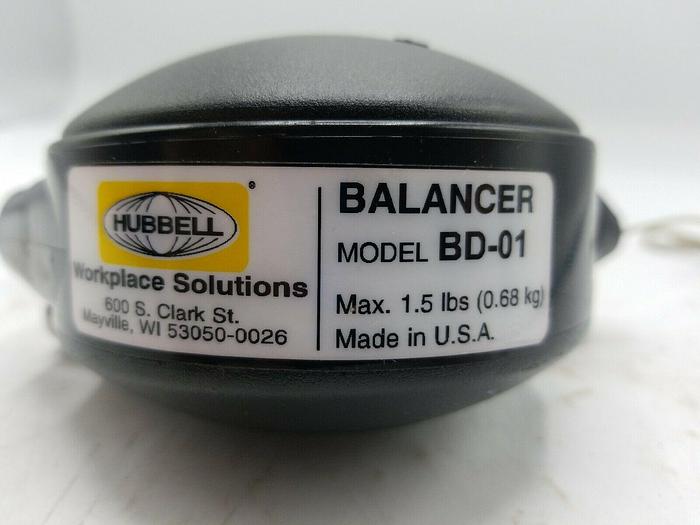 HUBBELL
Workplace Solutions
600 S. Clark St.
Mayville, WI 53050-0026
BALANCER
MODEL BD-01
Max. 1.5 lbs (0.68 kg)
Made in U.S.A.